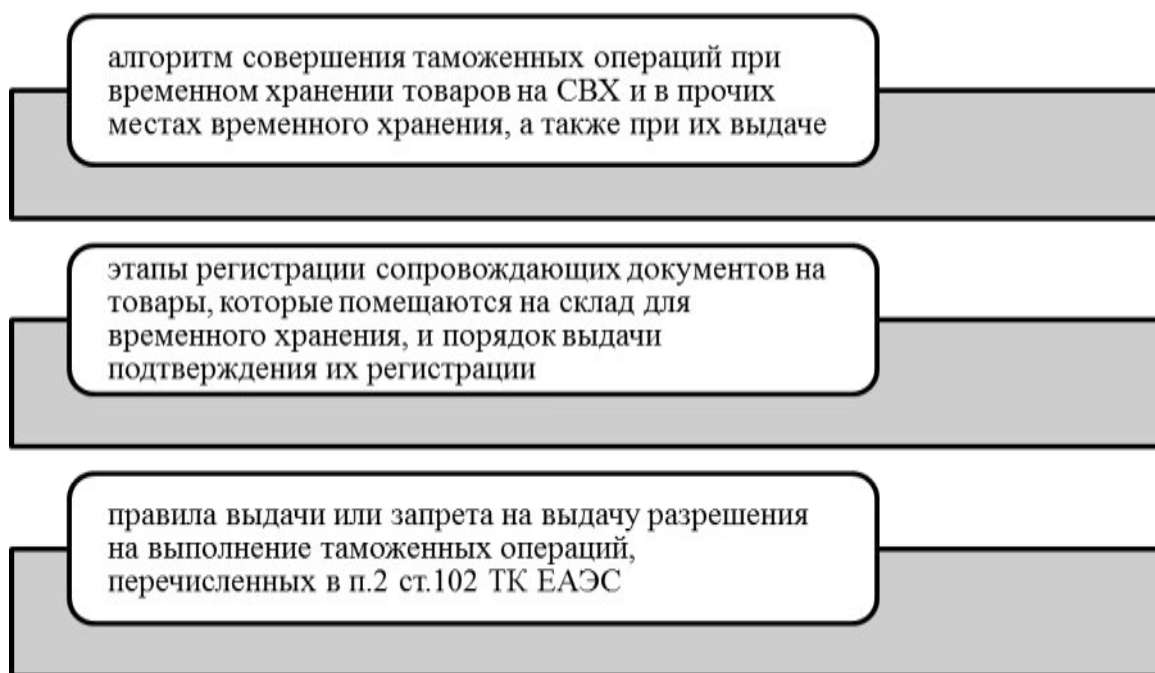 алгоритм совершения таможенных операций при
временном хранении товаров на СВХ и в прочих
местах временного хранения, а также при их выдаче
этапы регистрации сопровождающих документов на
товары, которые помещаются на склад для
временного хранения, и порядок выдачи
подтверждения их регистрации
правила выдачи или запрета на выдачу разрешения
на выполнение таможенных операций,
перечисленных в п.2 ст.102 ТК ЕАЭС